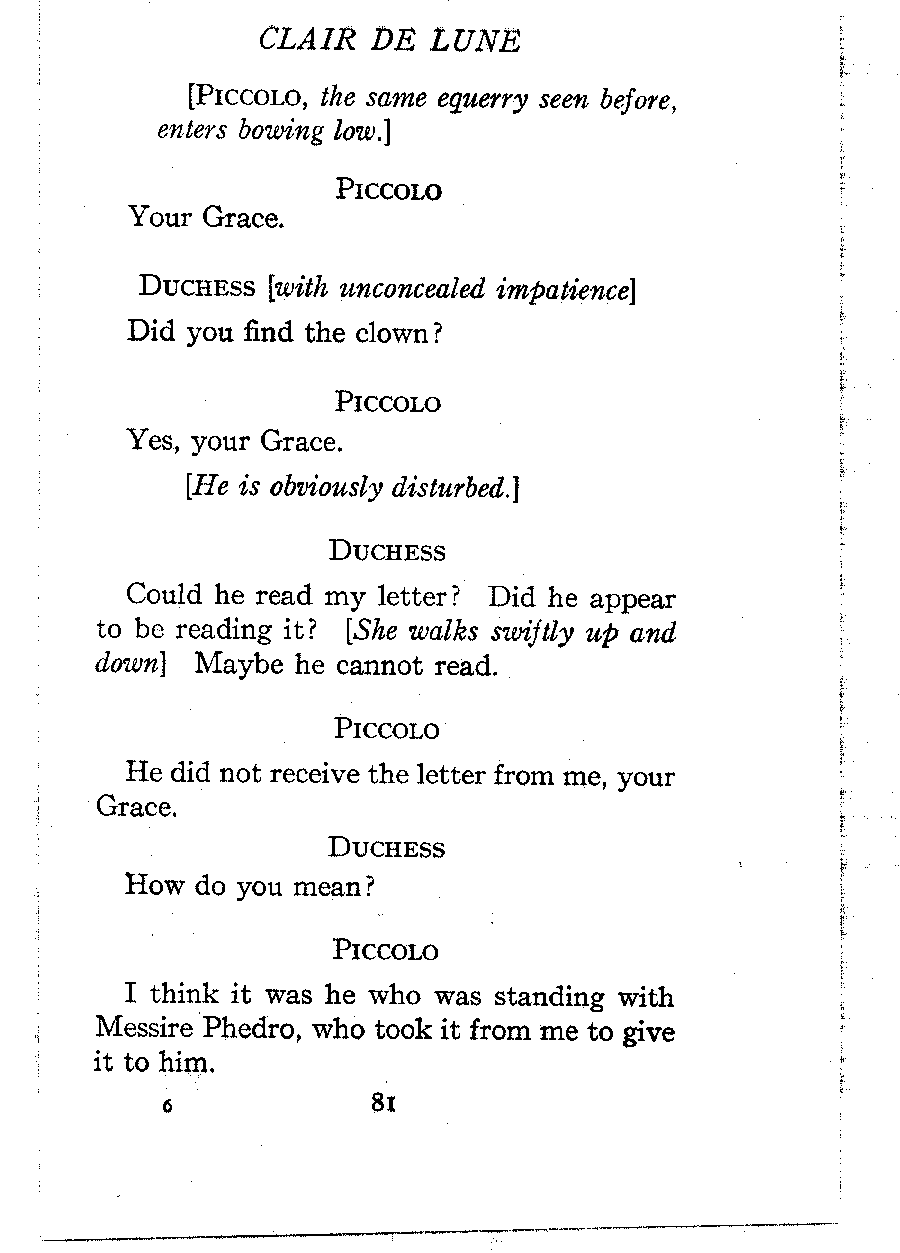 CLAIR DE LUNE
[PICCOLO, the same equerry seen before,
enters bowing low.]
PICCOLO
Your Grace.
DUCHESS [with unconcealed impatience]
Did you find the clown?
PICCOLO
Yes, your Grace.
[He is obviously disturbed.]
DUCHESS
Could he read my letter? Did he appear
to be reading it? [She walks swiftly up and
down] Maybe he cannot read.
PICCOLO
He did not receive the letter from me, your
Grace.
DUCHESS
How do you mean?
PICCOLO
I think it was he who was standing with
Messire Phedro, who took it from me to give
it to him.
6 81